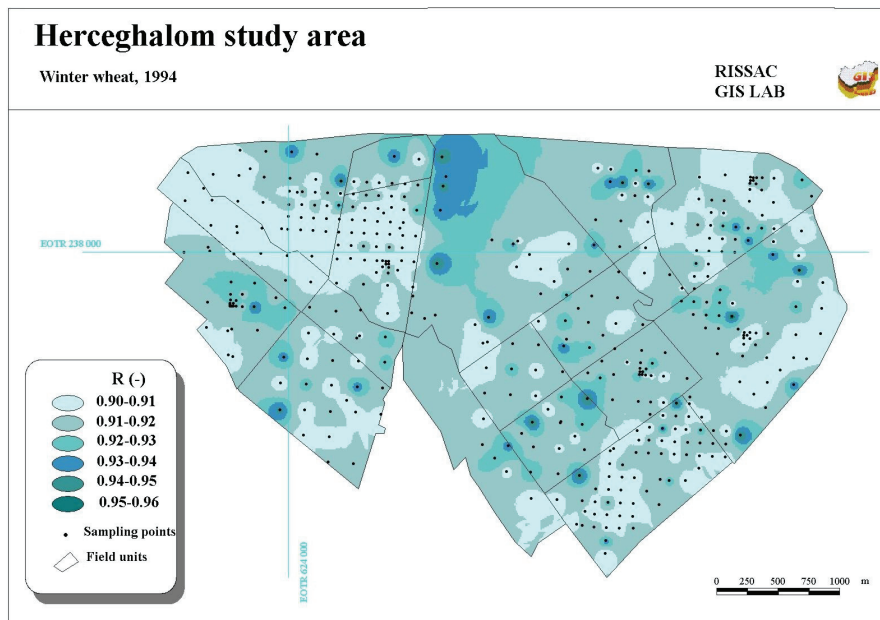 Herceghalom study area
Winter wheat, 1994
RISSAC
GIS LAB
GIS
EOTR 238 000
EOTR 624 000
R (-)
0.90-0.91
0.91-0.92
0.92-0.93
0.93-0.94
0.94-0.95
0.95-0.96
Sampling points
Field units
0 250 500 750 1000 m